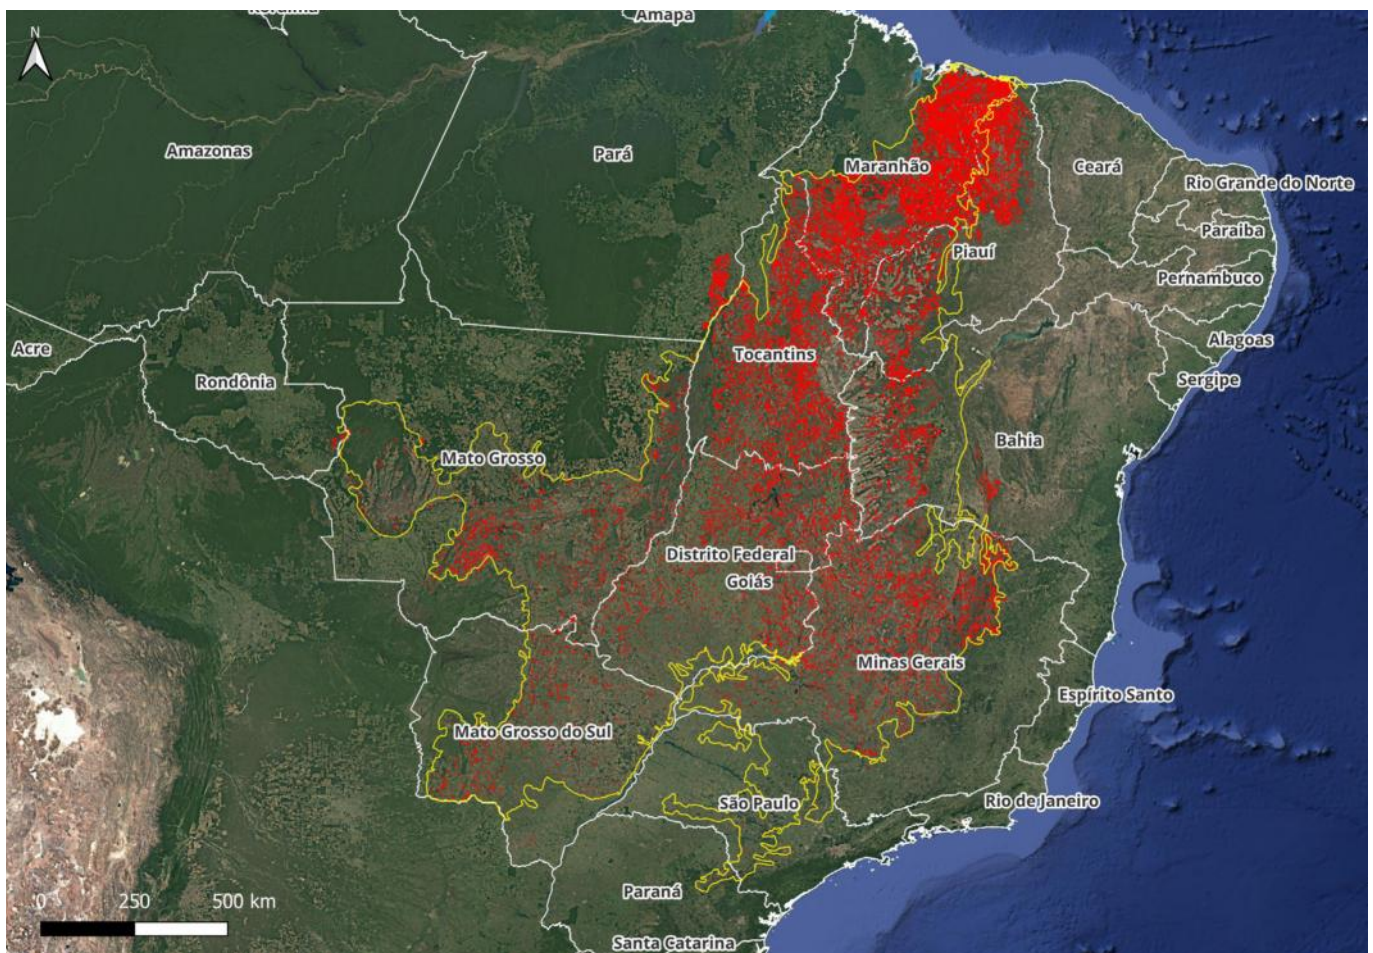 Amapá
N
Amazonas
Pará
Maranhão
Ceará
Rio Grande do Norte
Paraíba
Piauí
Pernambuco
Acre
Tocantins
Alagoas
Rondônia
Sergipe
Bahia
Mato Grosso
Distrito Federal
Goiás
Minas Gerais
Espírito Santo
Mato Grosso do Sul
São Paulo
Rio de Janeiro
Paraná
0 250 500 km
Santa Catarina